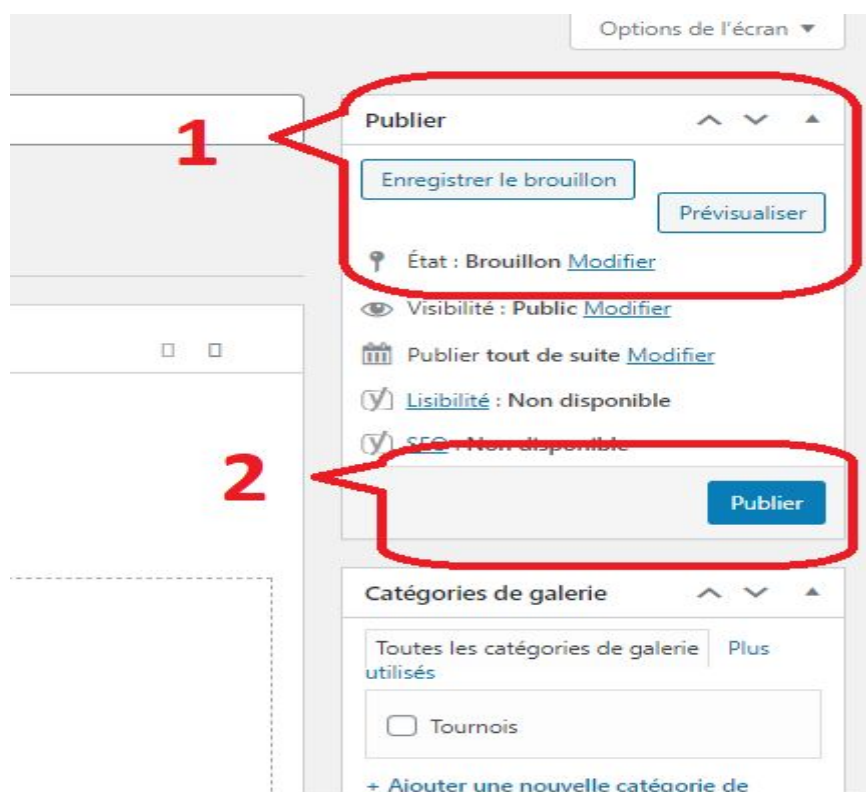 Options de l'écran
1
Publier
Enregistrer le brouillon
Prévisualiser
État : Brouillon Modifier
Visibilité : Public Modifier
Publier tout de suite Modifier
Lisibilité : Non disponible
SEO : Non disponible
2
Publier
Catégories de galerie
Toutes les catégories de galerie Plus
utilisés
Tournois
+ Ajouter une nouvelle catégorie de